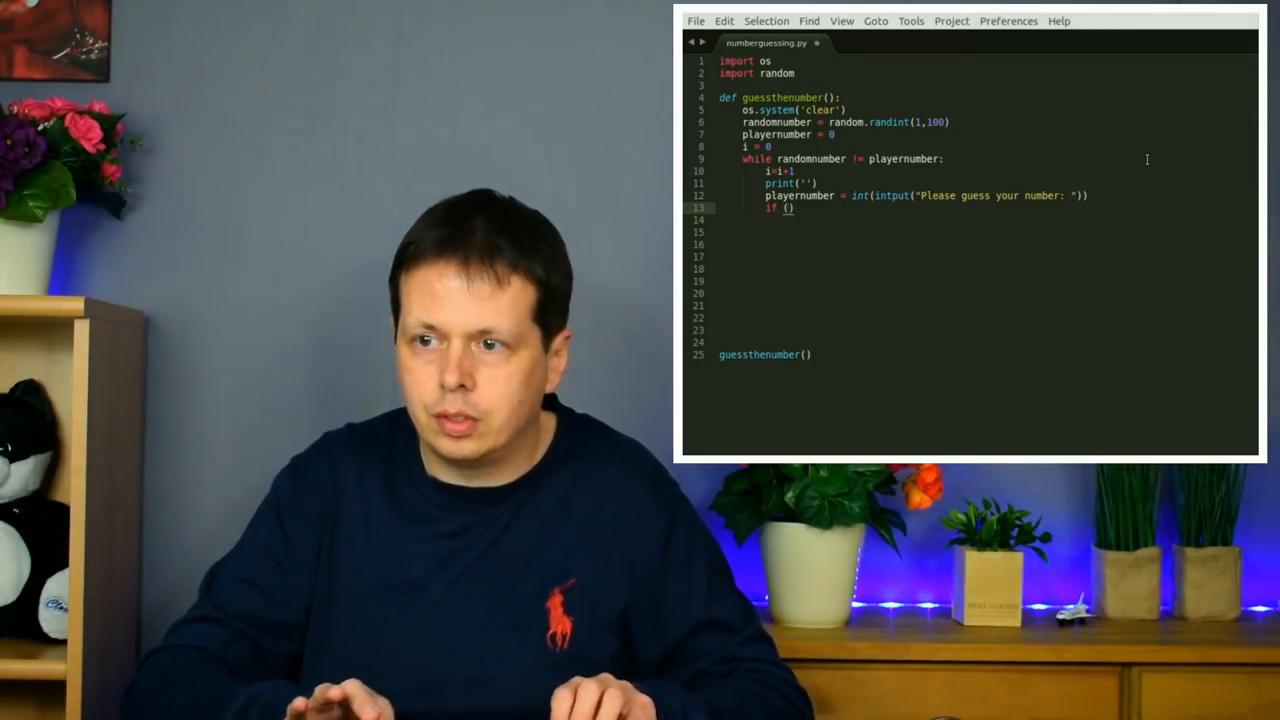 File Edit Selection Find View Goto Tools Project Preferences Help
numberguessing.py
1 import os
2 import random
3
4 def guessthenumber():
5 os.system('clear')
6 randomnumber = random.randint(1,100)
7 playernumber = 0
8 i = 0
9 while randomnumber != playernumber:
10 i=i+1
11 print('')
12 playernumber = int(intput("Please guess your number: "))
13 if ()
14
15
16
17
18
19
20
21
22
23
24
25 guessthenumber()